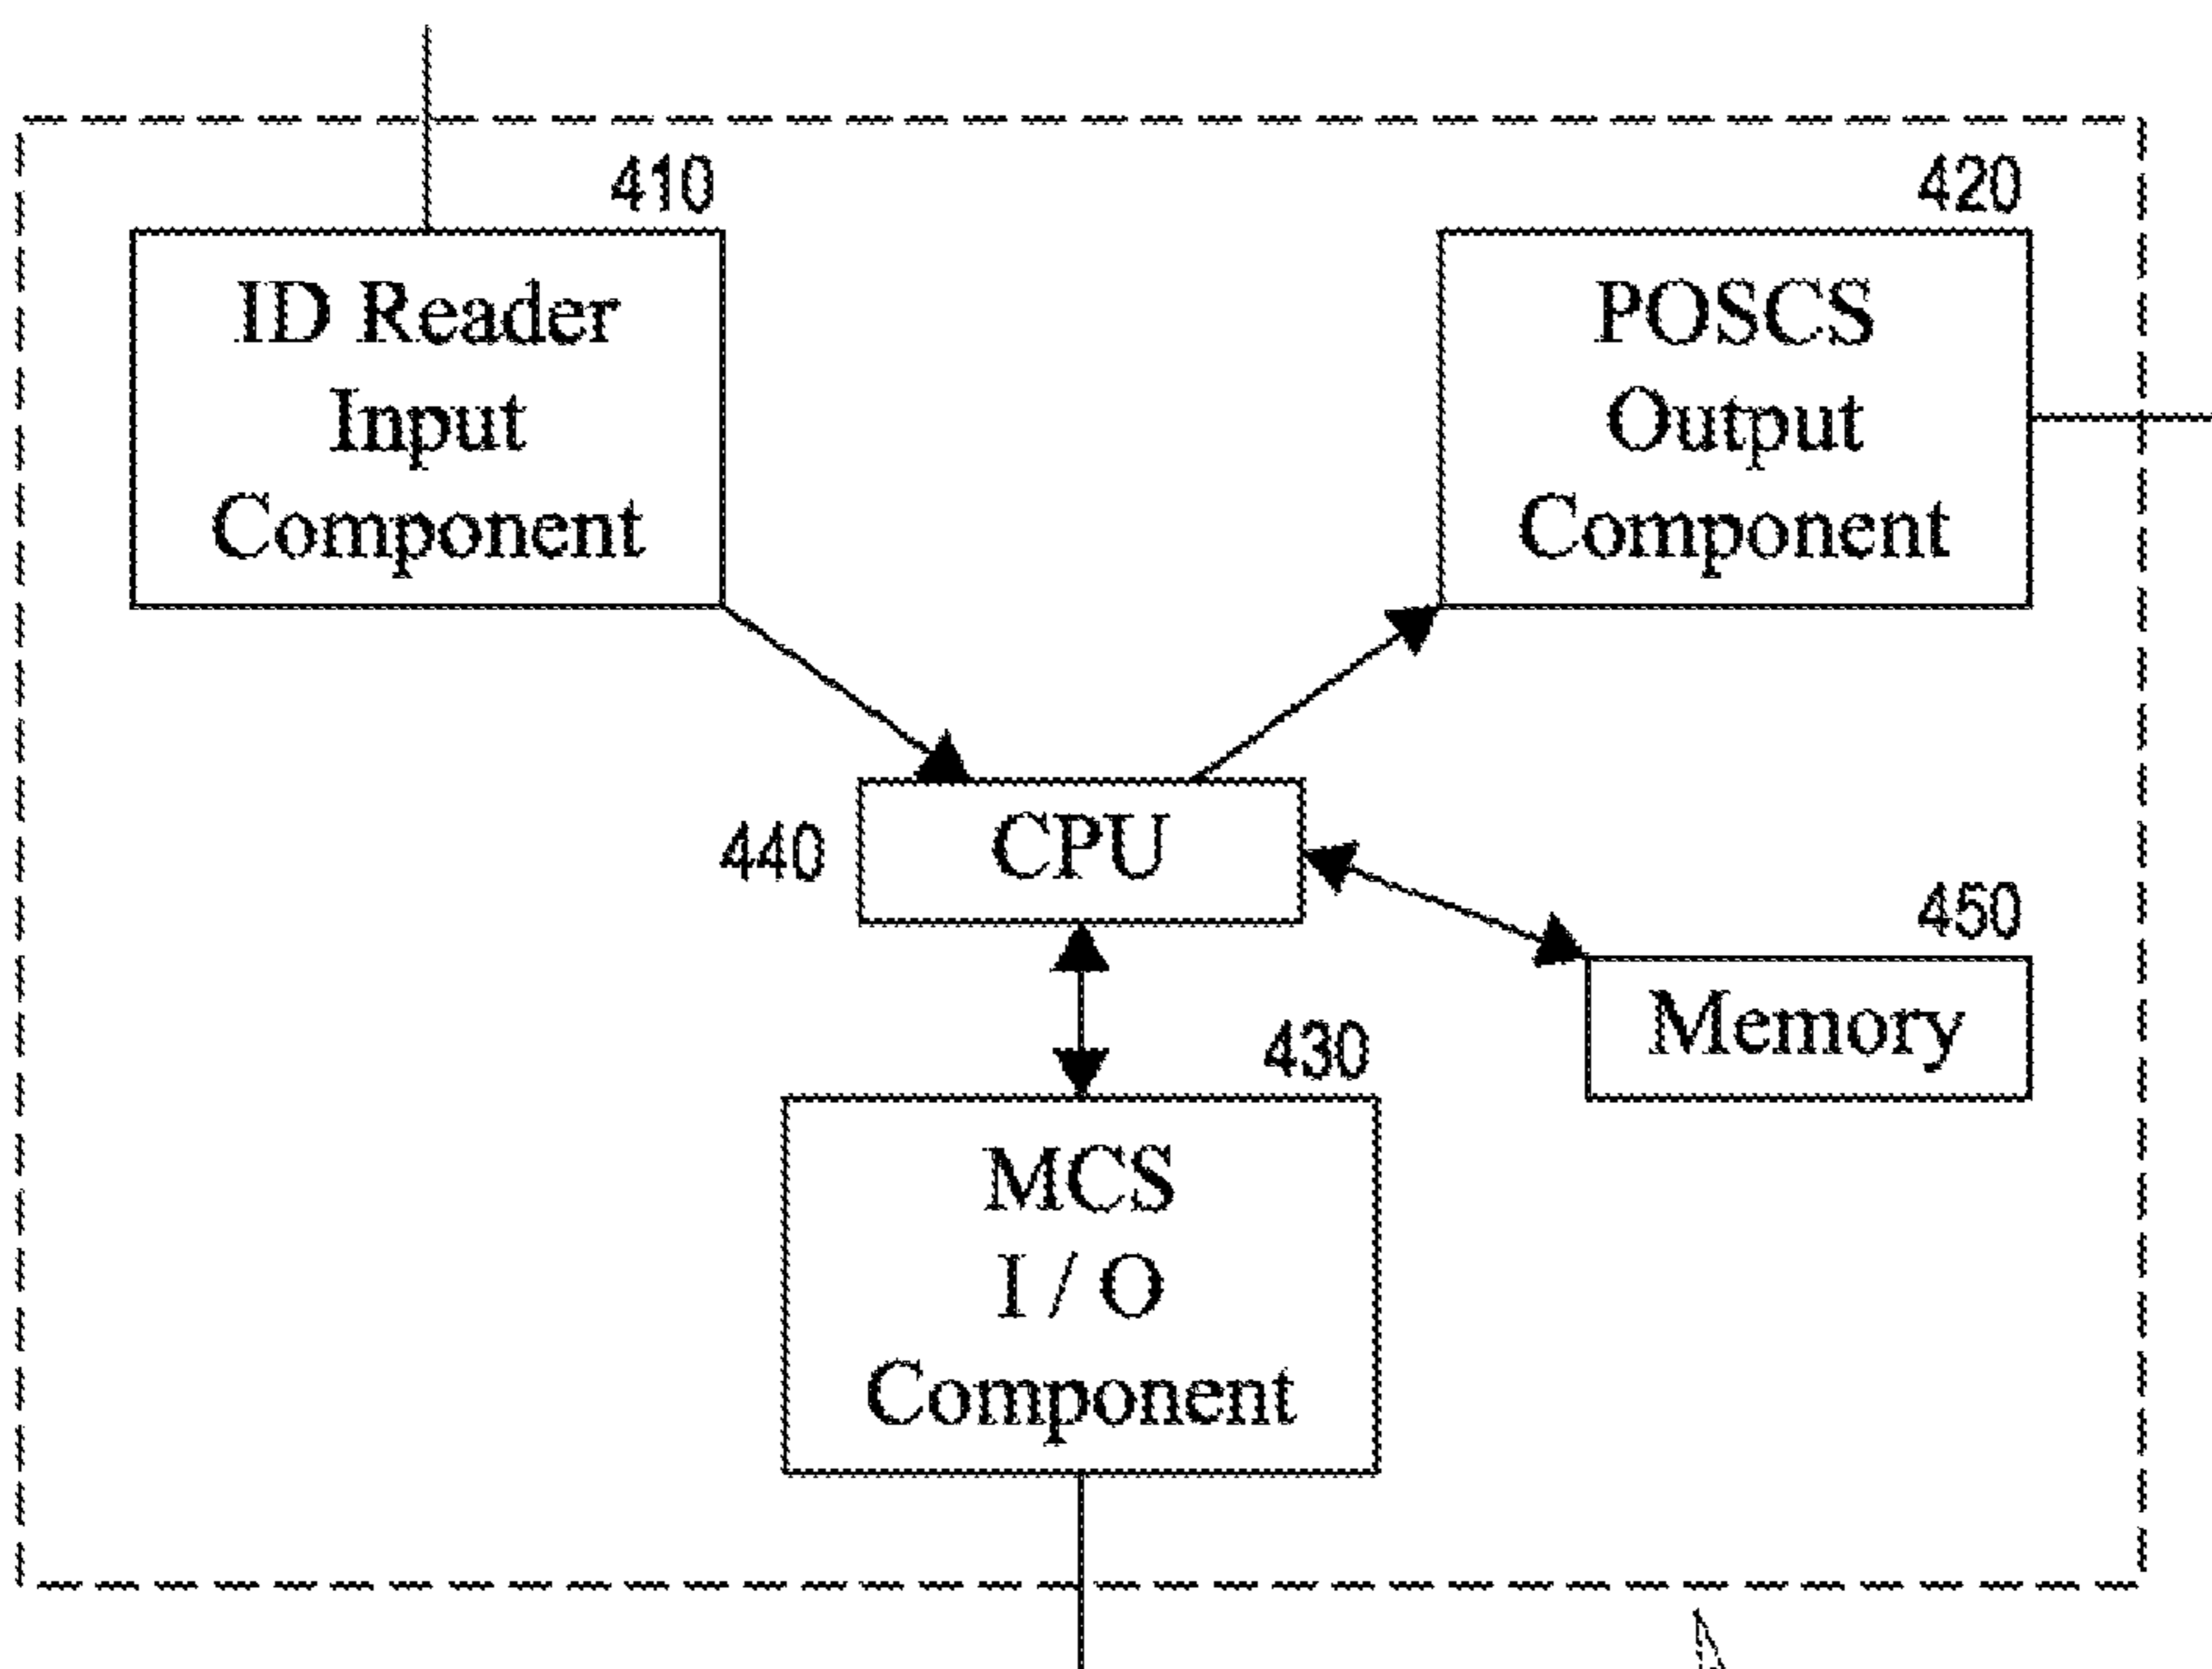 410
ID Reader
Input
Component
420
POSCS
Output
Component
440
CPU
450
Memory
430
MCS
I / O
Component